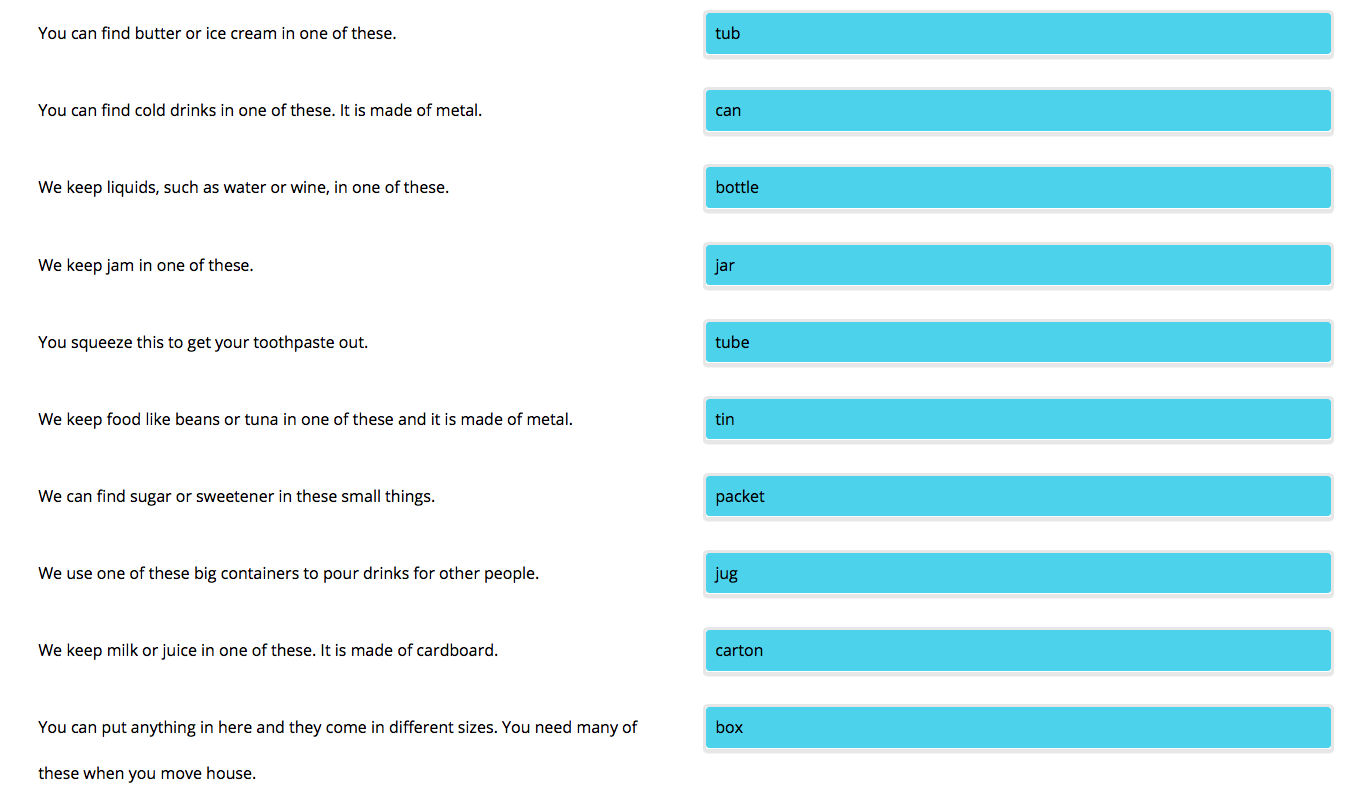 You can find butter or ice cream in one of these.
tub
You can find cold drinks in one of these. It is made of metal.
can
We keep liquids, such as water or wine, in one of these.
bottle
We keep jam in one of these.
jar
You squeeze this to get your toothpaste out.
tube
We keep food like beans or tuna in one of these and it is made of metal.
tin
We can find sugar or sweetener in these small things.
packet
We use one of these big containers to pour drinks for other people.
jug
We keep milk or juice in one of these. It is made of cardboard.
carton
You can put anything in here and they come in different sizes. You need many of
these when you move house.
box